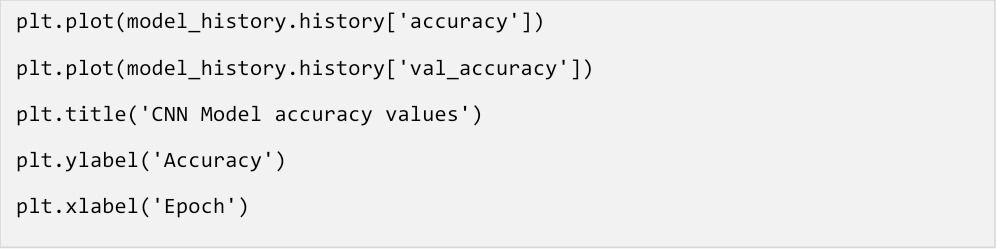 plt.plot(model_history.history['accuracy'])
plt.plot(model_history.history['val_accuracy'])
plt.title('CNN Model accuracy values')
plt.ylabel('Accuracy')
plt.xlabel('Epoch')